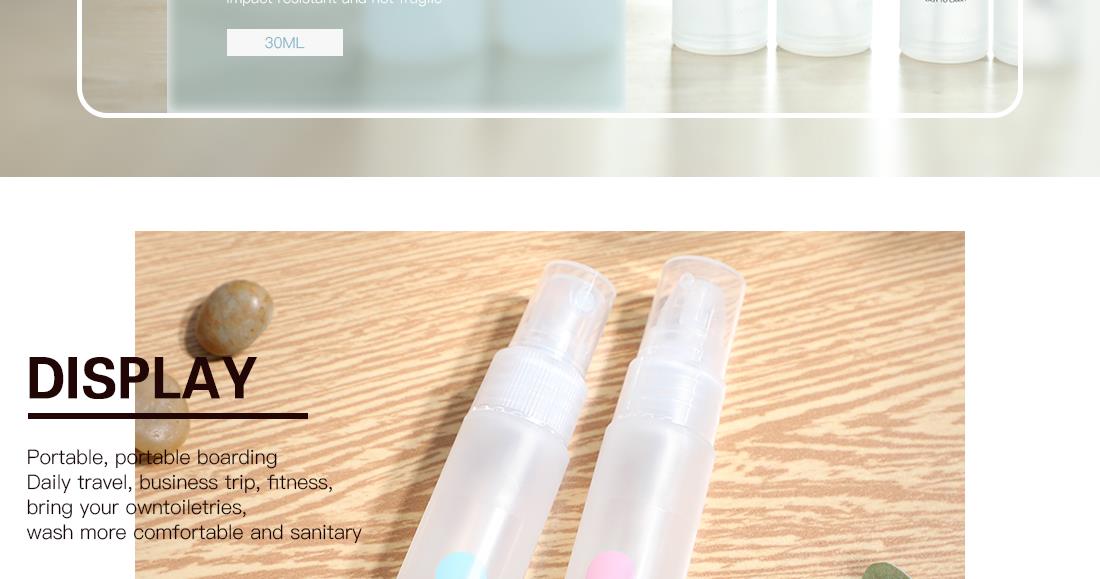 Impact resistant and not fragile
30ML
DISPLAY
Portable, portable boarding
Daily travel, business trip, fitness,
bring your owntoiletries,
wash more comfortable and sanitary